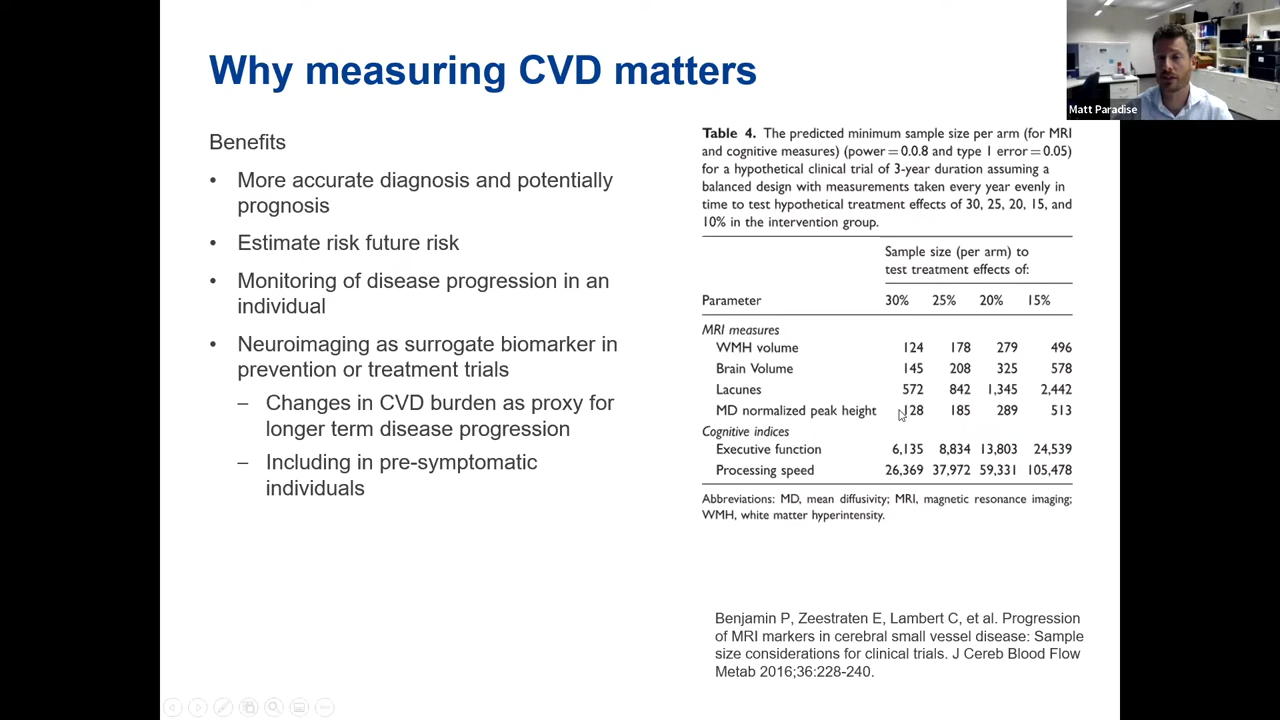 Why measuring CVD matters
Matt Paradise
Benefits
• More accurate diagnosis and potentially
prognosis
• Estimate risk future risk
• Monitoring of disease progression in an
individual
• Neuroimaging as surrogate biomarker in
prevention or treatment trials
– Changes in CVD burden as proxy for
longer term disease progression
– Including in pre-symptomatic
individuals
Table 4. The predicted minimum sample size per arm (for MRI
and cognitive measures) (power = 0.0.8 and type 1 error = 0.05)
for a hypothetical clinical trial of 3-year duration assuming a
balanced design with measurements taken every year evenly in
time to test hypothetical treatment effects of 30, 25, 20, 15, and
10% in the intervention group.
Sample size (per arm) to
test treatment effects of:
Parameter 30% 25% 20% 15%
MRI measures
WMH volume 124 178 279 496
Brain Volume 145 208 325 578
Lacunes 572 842 1,345 2,442
MD normalized peak height 128 185 289 513
Cognitive indices
Executive function 6,135 8,834 13,803 24,539
Processing speed 26,369 37,972 59,331 105,478
Abbreviations: MD, mean diffusivity; MRI, magnetic resonance imaging;
WMH, white matter hyperintensity.
Benjamin P, Zeestraten E, Lambert C, et al. Progression
of MRI markers in cerebral small vessel disease: Sample
size considerations for clinical trials. J Cereb Blood Flow
Metab 2016;36:228-240.